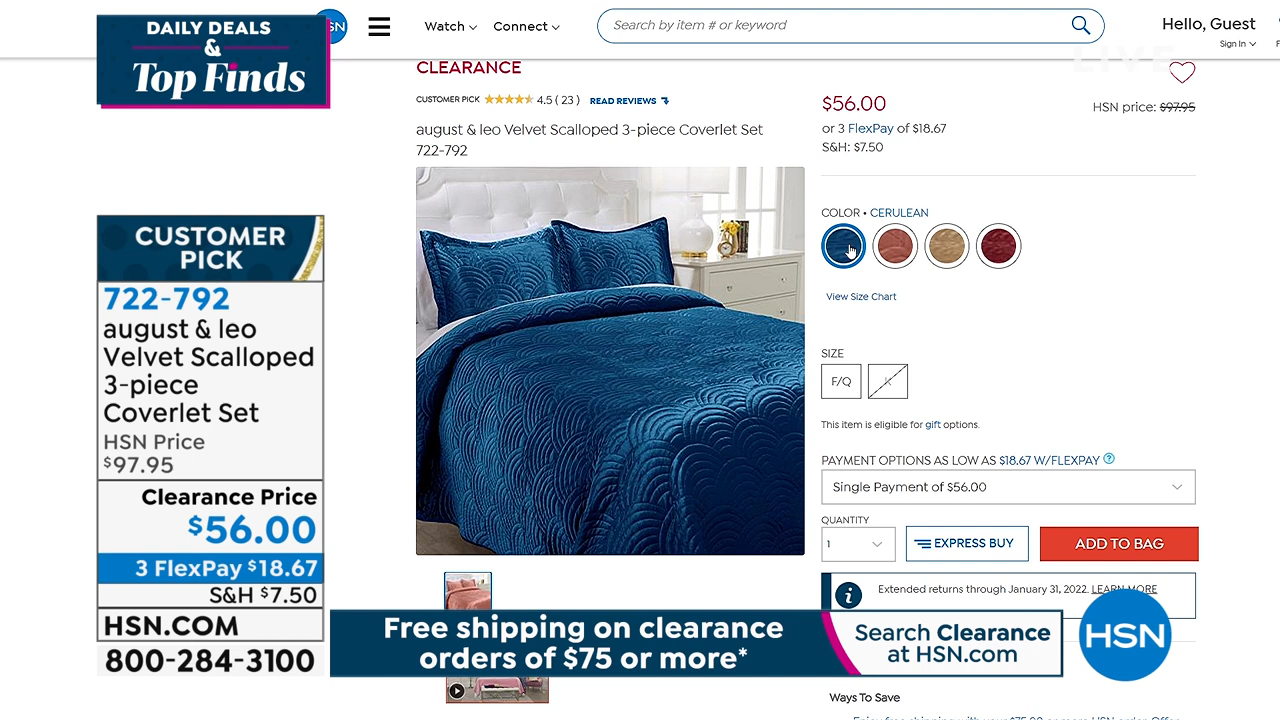 DAILY DEALS
&
Top Finds
SN
Watch
Connect
Search by item # or keyword
Hello, Guest
Sign In
F
LIVE
CLEARANCE
CUSTOMER PICK 4.5 ( 23 ) READ REVIEWS
august & leo Velvet Scalloped 3-piece Coverlet Set
722-792
$56.00
HSN price: $97.95
or 3 FlexPay of $18.67
S&H: $7.50
COLOR • CERULEAN
View Size Chart
SIZE
F/Q
K
This item is eligible for gift options.
PAYMENT OPTIONS AS LOW AS $18.67 W/FLEXPAY ?
Single Payment of $56.00
QUANTITY
1
EXPRESS BUY
ADD TO BAG
i
Extended returns through January 31, 2022. LEARN MORE
CUSTOMER
PICK
722-792
august & leo
Velvet Scalloped
3-piece
Coverlet Set
HSN Price
$97.95
Clearance Price
$56.00
3 FlexPay $18.67
S&H $7.50
HSN.COM
800-284-3100
Free shipping on clearance
orders of $75 or more*
Search Clearance
at HSN.com
HSN
Ways To Save